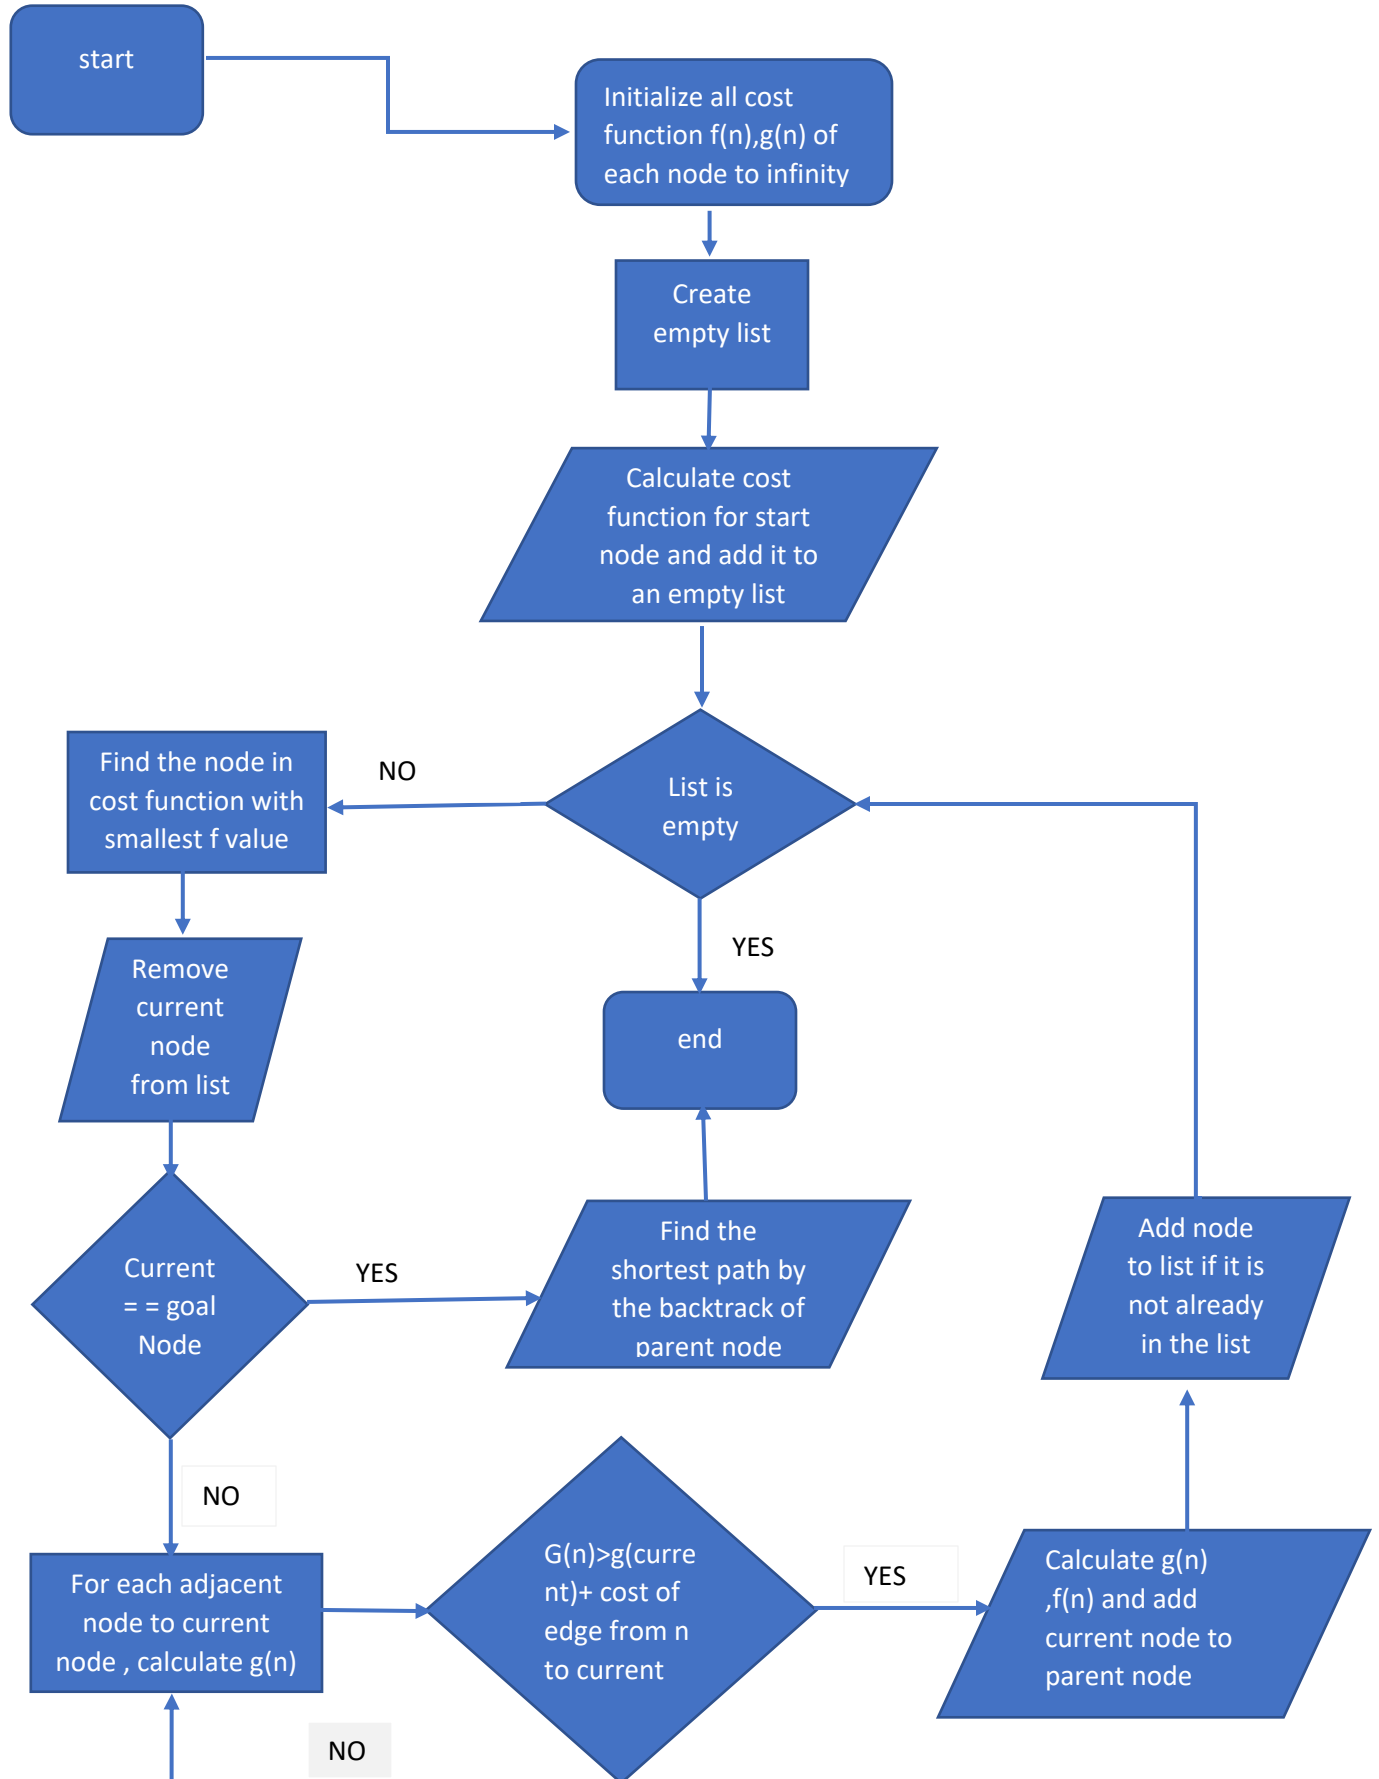 start
Initialize all cost
function f(n),g(n) of
each node to infinity
Create
empty list
Calculate cost
function for start
node and add it to
an empty list
List is
empty
NO
YES
Find the node in
cost function with
smallest f value
Remove
current
node
from list
end
Current
= = goal
Node
YES
Find the
shortest path by
the backtrack of
parent node
Add node
to list if it is
not already
in the list
NO
For each adjacent
node to current
node , calculate g(n)
G(n)>g(curre
nt)+ cost of
edge from n
to current
YES
Calculate g(n)
,f(n) and add
current node to
parent node
NO